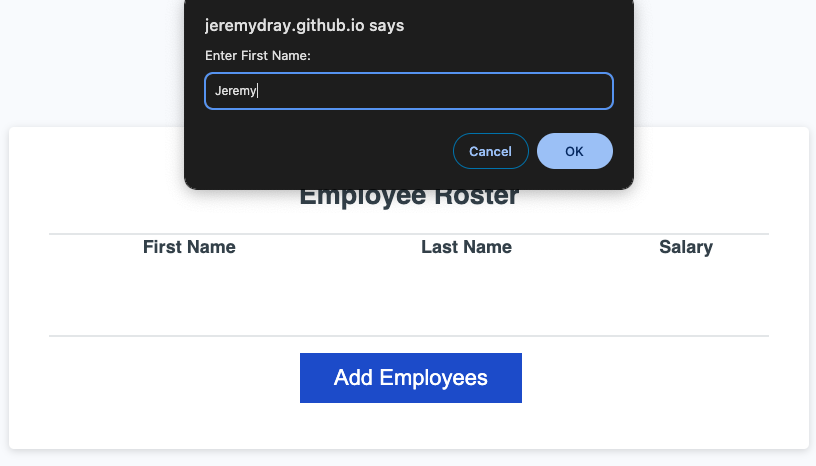 jeremydray.github.io says
Enter First Name:
Jeremy
Cancel OK
Employee Roster
First Name Last Name Salary
Add Employees